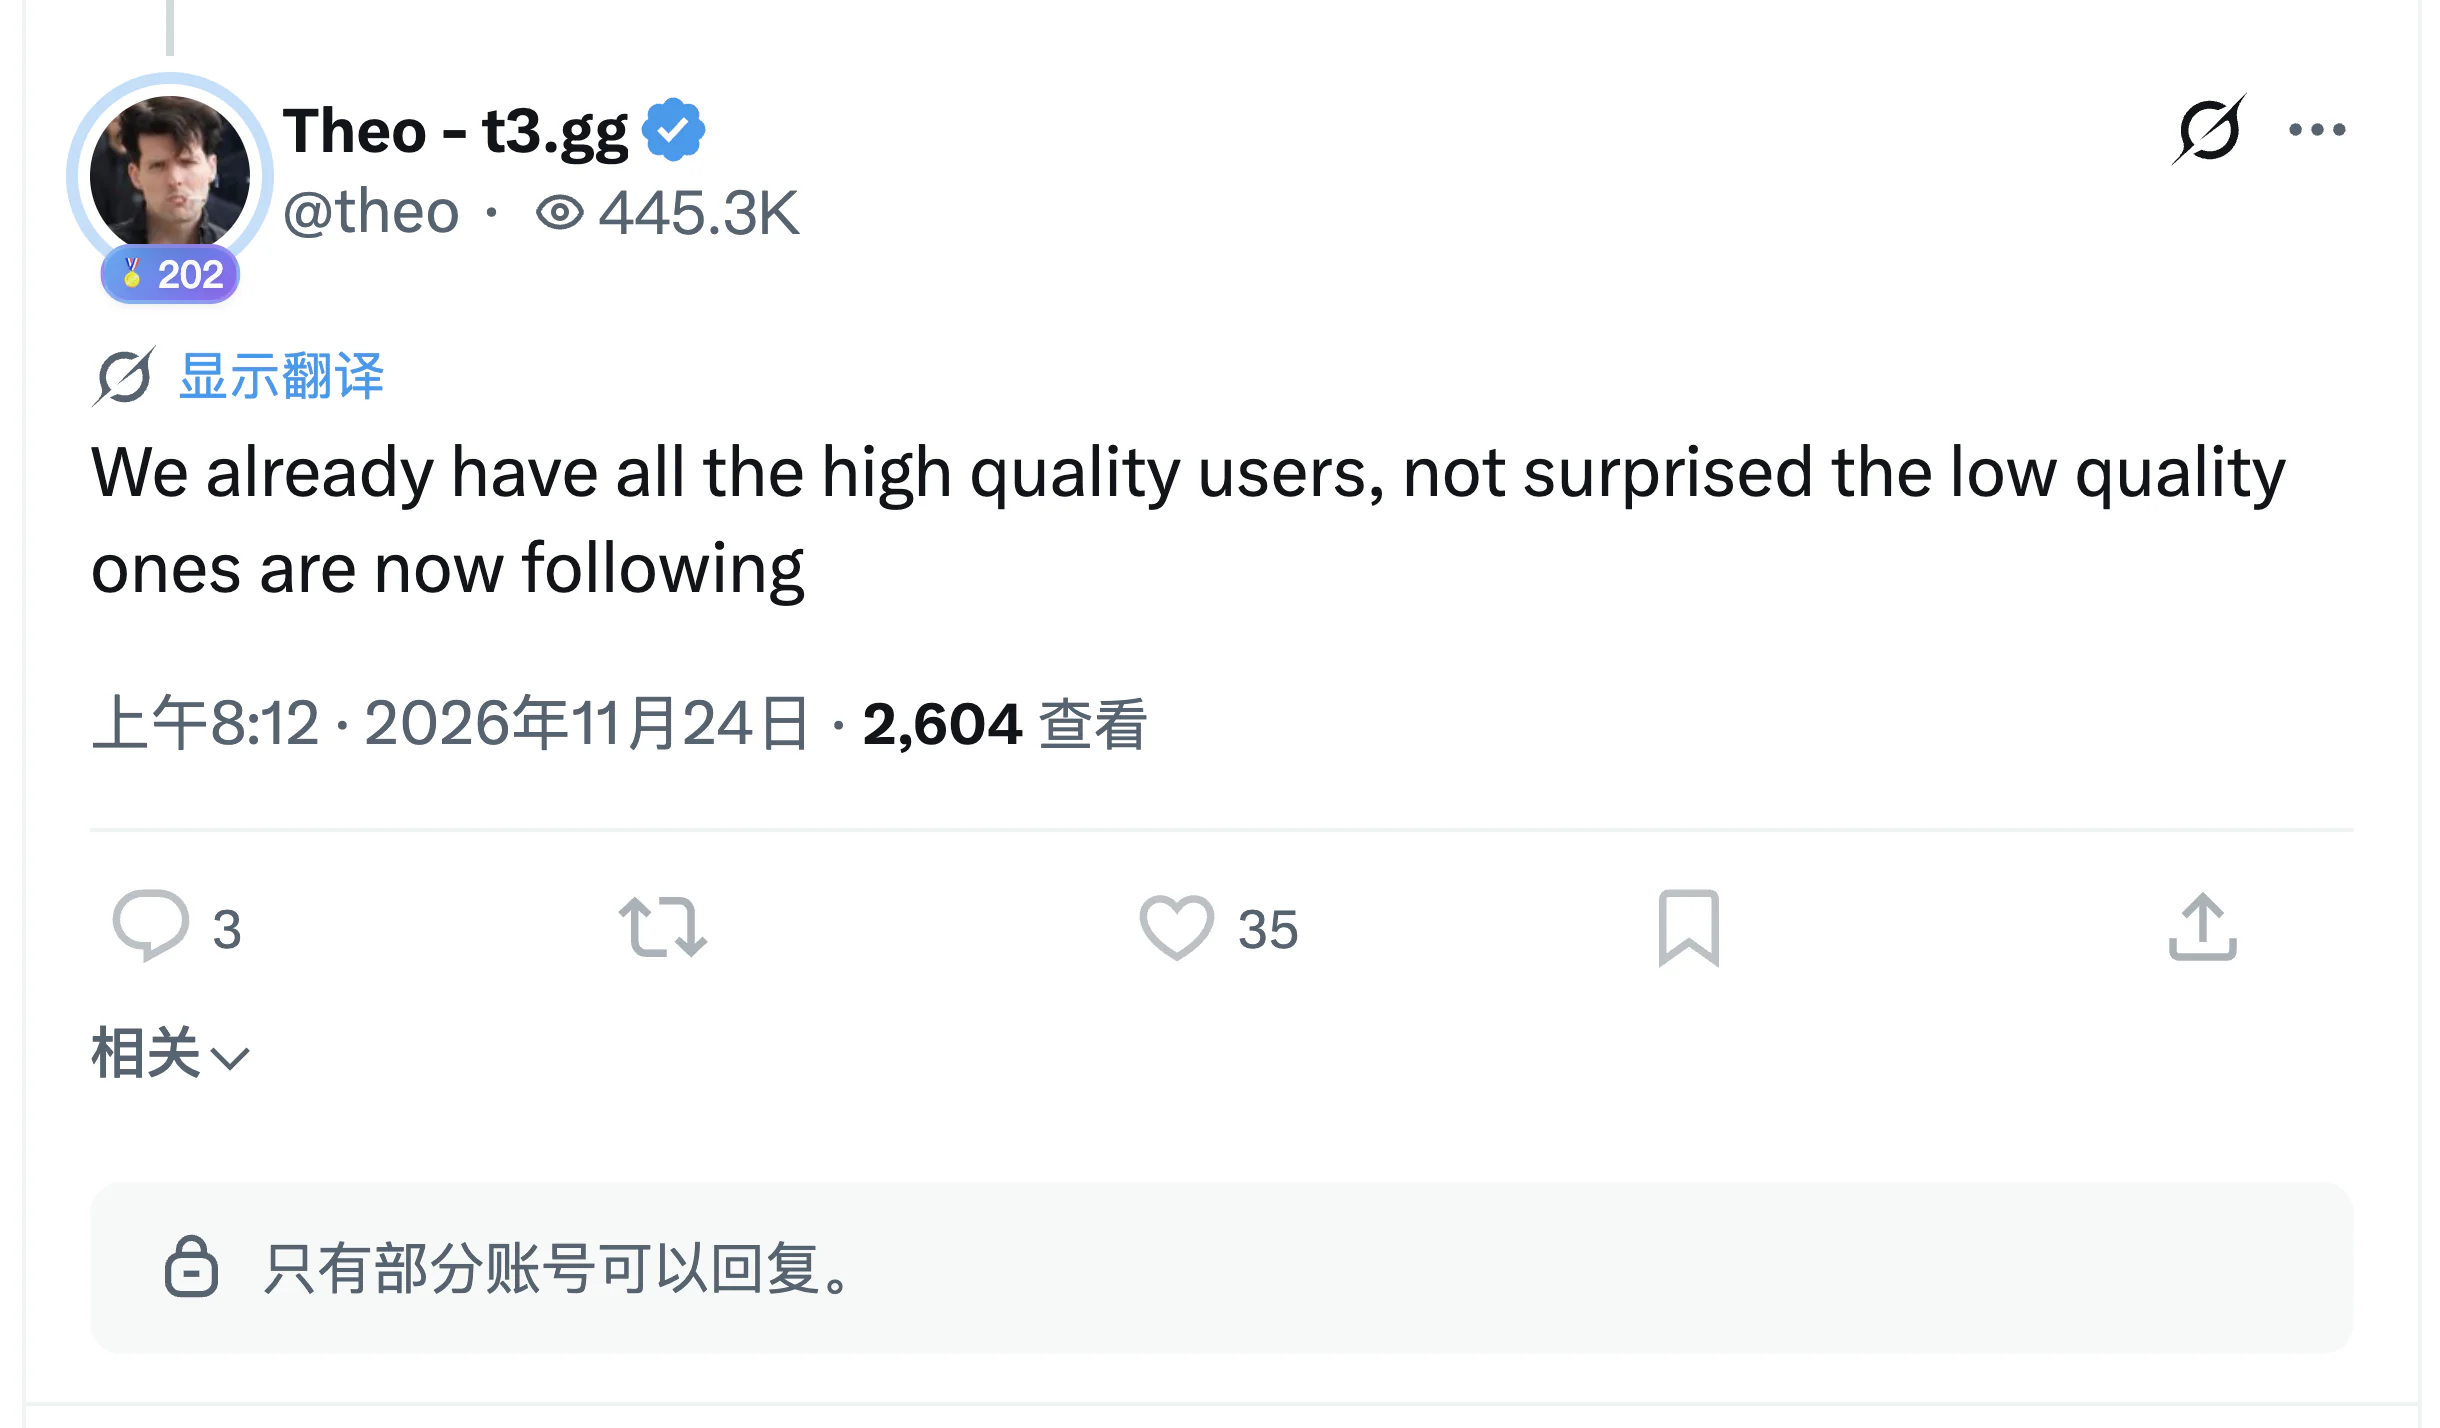 Theo - t3.gg
@theo · 445.3K
202
显示翻译
We already have all the high quality users, not surprised the low quality
ones are now following
上午8:12 · 2026年11月24日 · 2,604 查看
3
35
相关
只有部分账号可以回复。